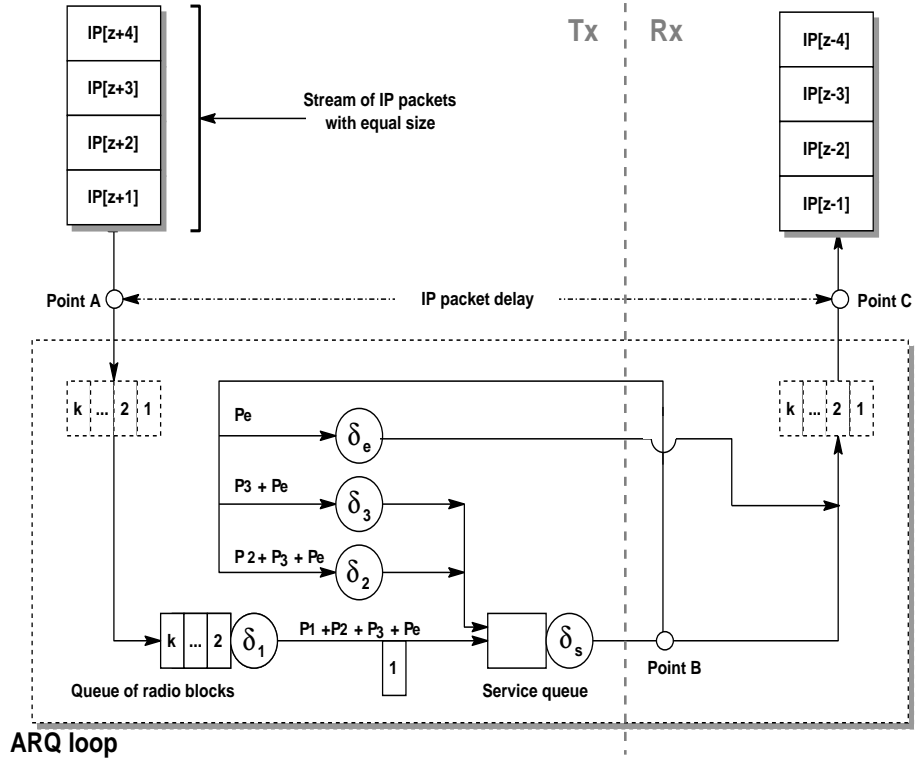 Tx
Rx
IP[z+4]
IP[z+3]
IP[z+2]
IP[z+1]
Stream of IP packets
with equal size
IP[z-4]
IP[z-3]
IP[z-2]
IP[z-1]
Point A
IP packet delay
Point C
k ... 2 1
k ... 2 1
Pe
δe
P3 + Pe
δ3
P2 + P3 + Pe
δ2
k ... 2
δ1
P1 +P2 + P3 + Pe
1
δs
Point B
Queue of radio blocks
Service queue
ARQ loop